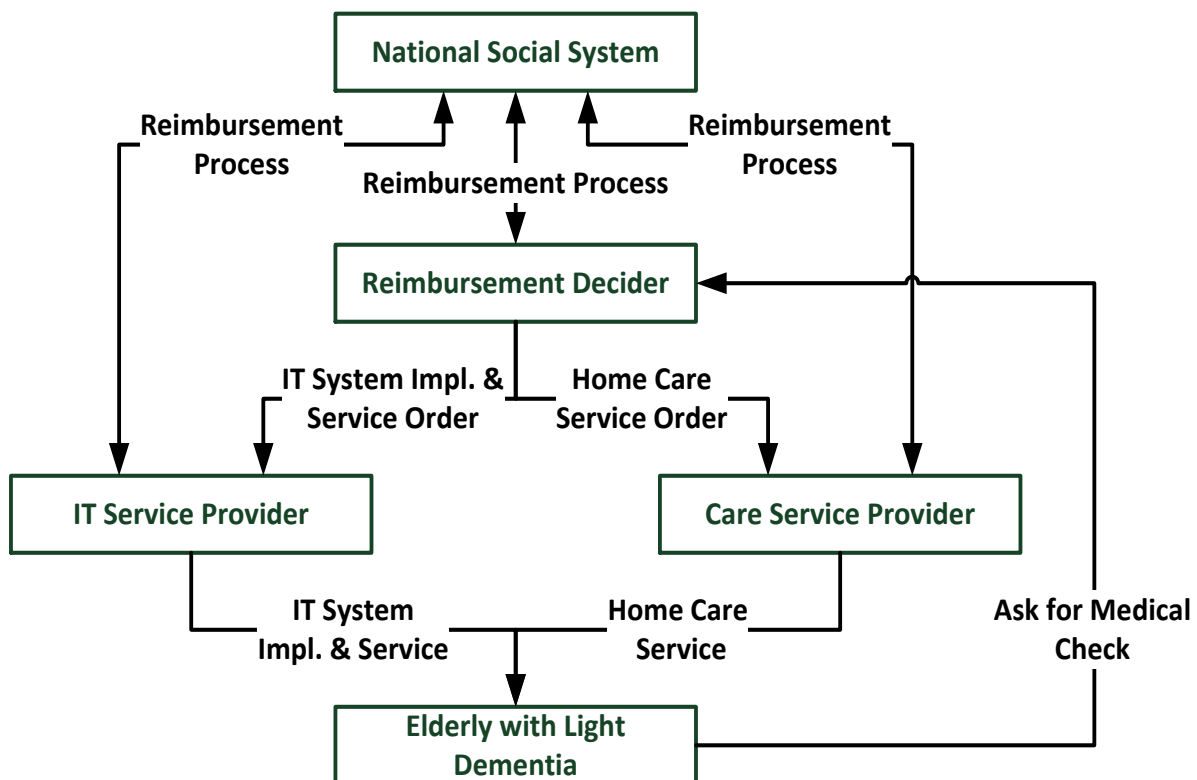 National Social System
Reimbursement
Process
Reimbursement
Process
Reimbursement Process
Reimbursement Decider
IT System Impl. &
Service Order
Home Care
Service Order
IT Service Provider
Care Service Provider
IT System
Impl. & Service
Home Care
Service
Ask for Medical
Check
Elderly with Light
Dementia